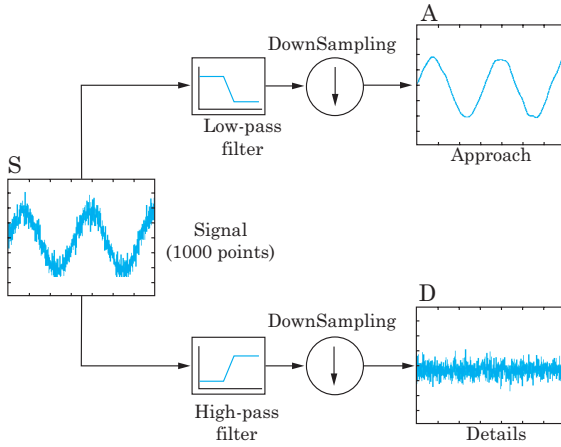 A
DownSampling
Low-pass
filter
Approach
S
Signal
(1000 points)
D
DownSampling
High-pass
filter
Details